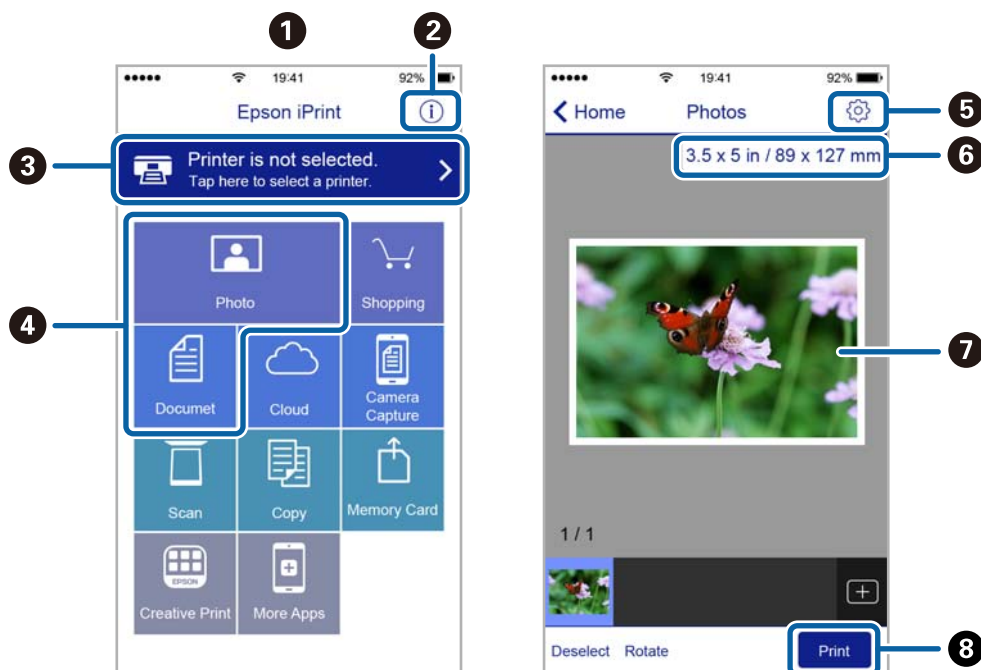 1
2
19:41
92%
Epson iPrint
3
Printer is not selected.
Tap here to select a printer.
4
Photo
Shopping
Documet
Cloud
Camera
Capture
Scan
Copy
Memory Card
EPSON
Creative Print
More Apps
19:41
92%
Home
Photos
5
3.5 x 5 in / 89 x 127 mm
6
7
1 / 1
Deselect
Rotate
Print
8